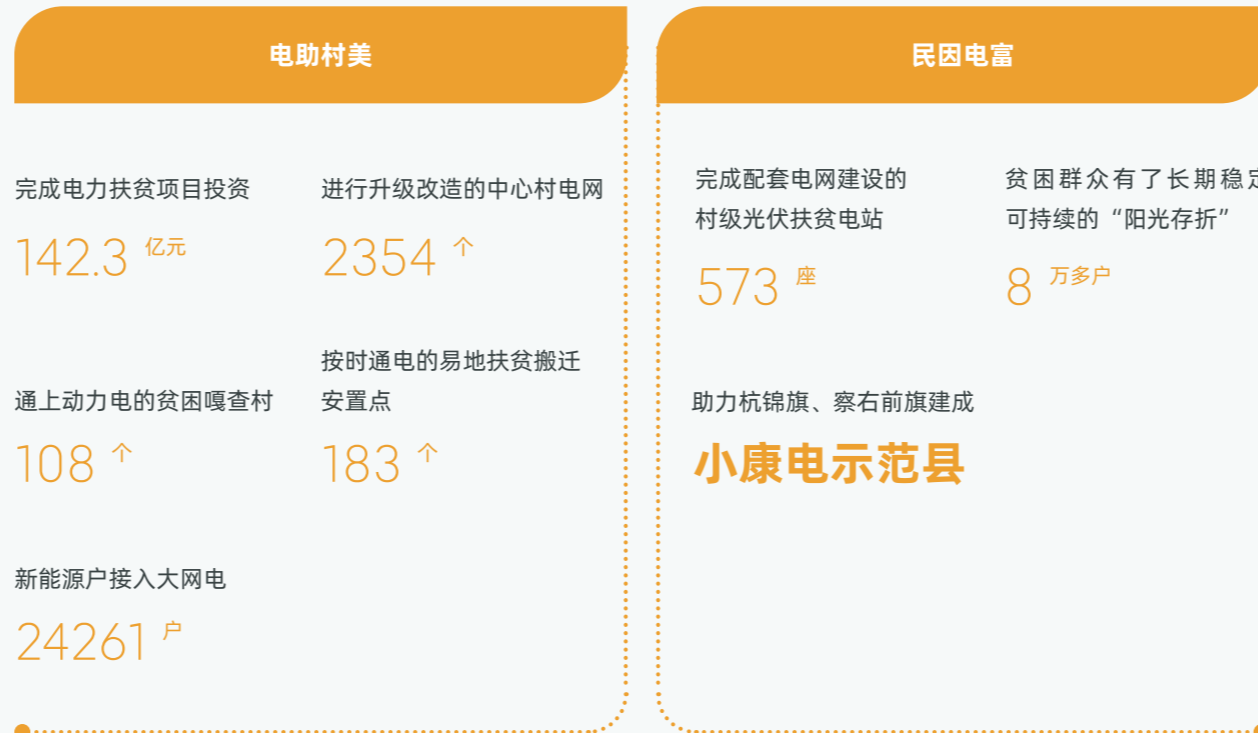 电助村美
完成电力扶贫项目投资
142.3 亿元
进行升级改造的中心村电网
2354 个
通上动力电的贫困嘎查村
108 个
按时通电的易地扶贫搬迁
安置点
183 个
新能源户接入大网电
24261 户
民因电富
完成配套电网建设的
村级光伏扶贫电站
573 座
贫困群众有了长期稳定
可持续的“阳光存折”
8 万多户
助力杭锦旗、察右前旗建成
小康电示范县